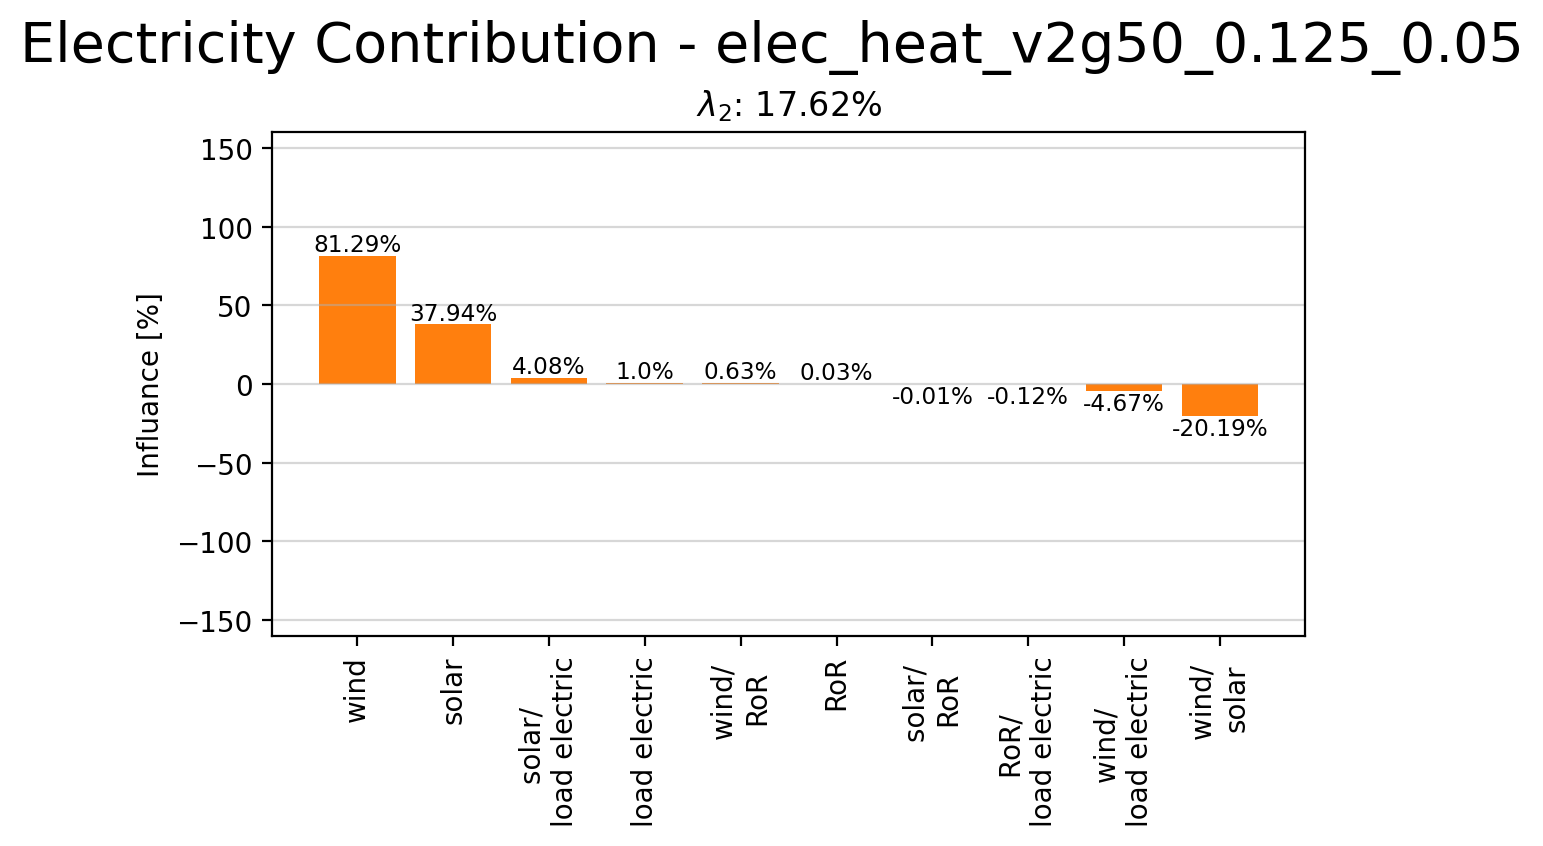 Electricity Contribution - elec_heat_v2g50_0.125_0.05
λ₂: 17.62%
Influance [%]
150
100
50
0
−50
−100
−150
81.29%
37.94%
4.08%
1.0%
0.63%
0.03%
-0.01%
-0.12%
-4.67%
-20.19%
wind
solar
solar/
load electric
load electric
wind/
RoR
RoR
solar/
RoR
RoR/
load electric
wind/
load electric
wind/
solar